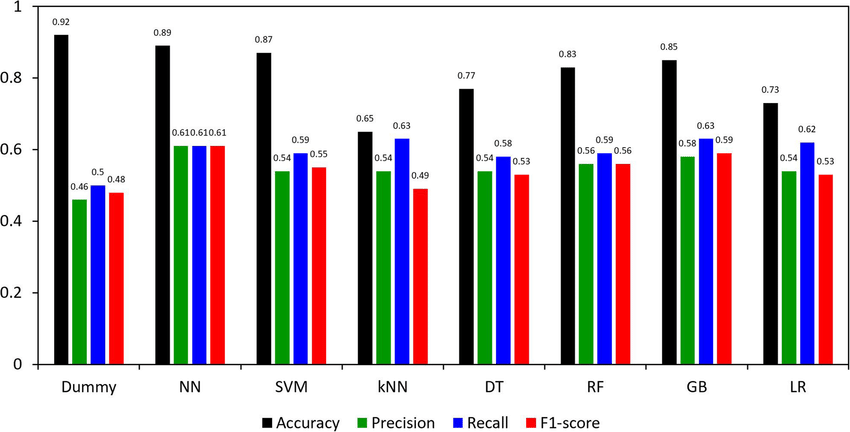 1
0.8
0.6
0.4
0.2
0
0.92 0.46 0.5 0.48
0.89 0.61 0.61 0.61
0.87 0.54 0.59 0.55
0.65 0.54 0.63 0.49
0.77 0.54 0.58 0.53
0.83 0.56 0.59 0.56
0.85 0.58 0.63 0.59
0.73 0.54 0.62 0.53
Dummy NN SVM kNN DT RF GB LR
Accuracy Precision Recall F1-score